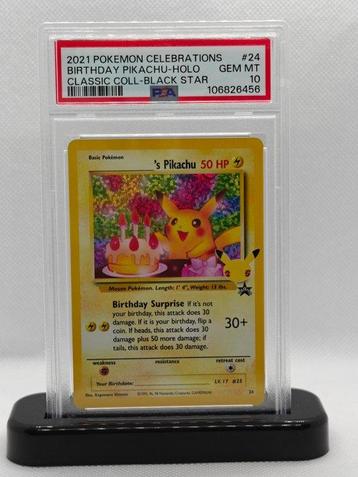 2021 POKEMON CELEBRATIONS #24
BIRTHDAY PIKACHU-HOLO GEM MT
CLASSIC COLL-BLACK STAR 10
PSA 106826456
Basic Pokémon
's Pikachu 50 HP
Mouse Pokémon. Length: 1' 4", Weight: 13 lbs.
Birthday Surprise If it's not
your birthday, this attack does 30
damage. If it is your birthday, flip a
coin. If heads, this attack does 30
damage plus 50 more damage; if
tails, this attack does 30 damage.
30+
weakness resistance retreat cost
Your Birthdate:
LV. 17 #25
24